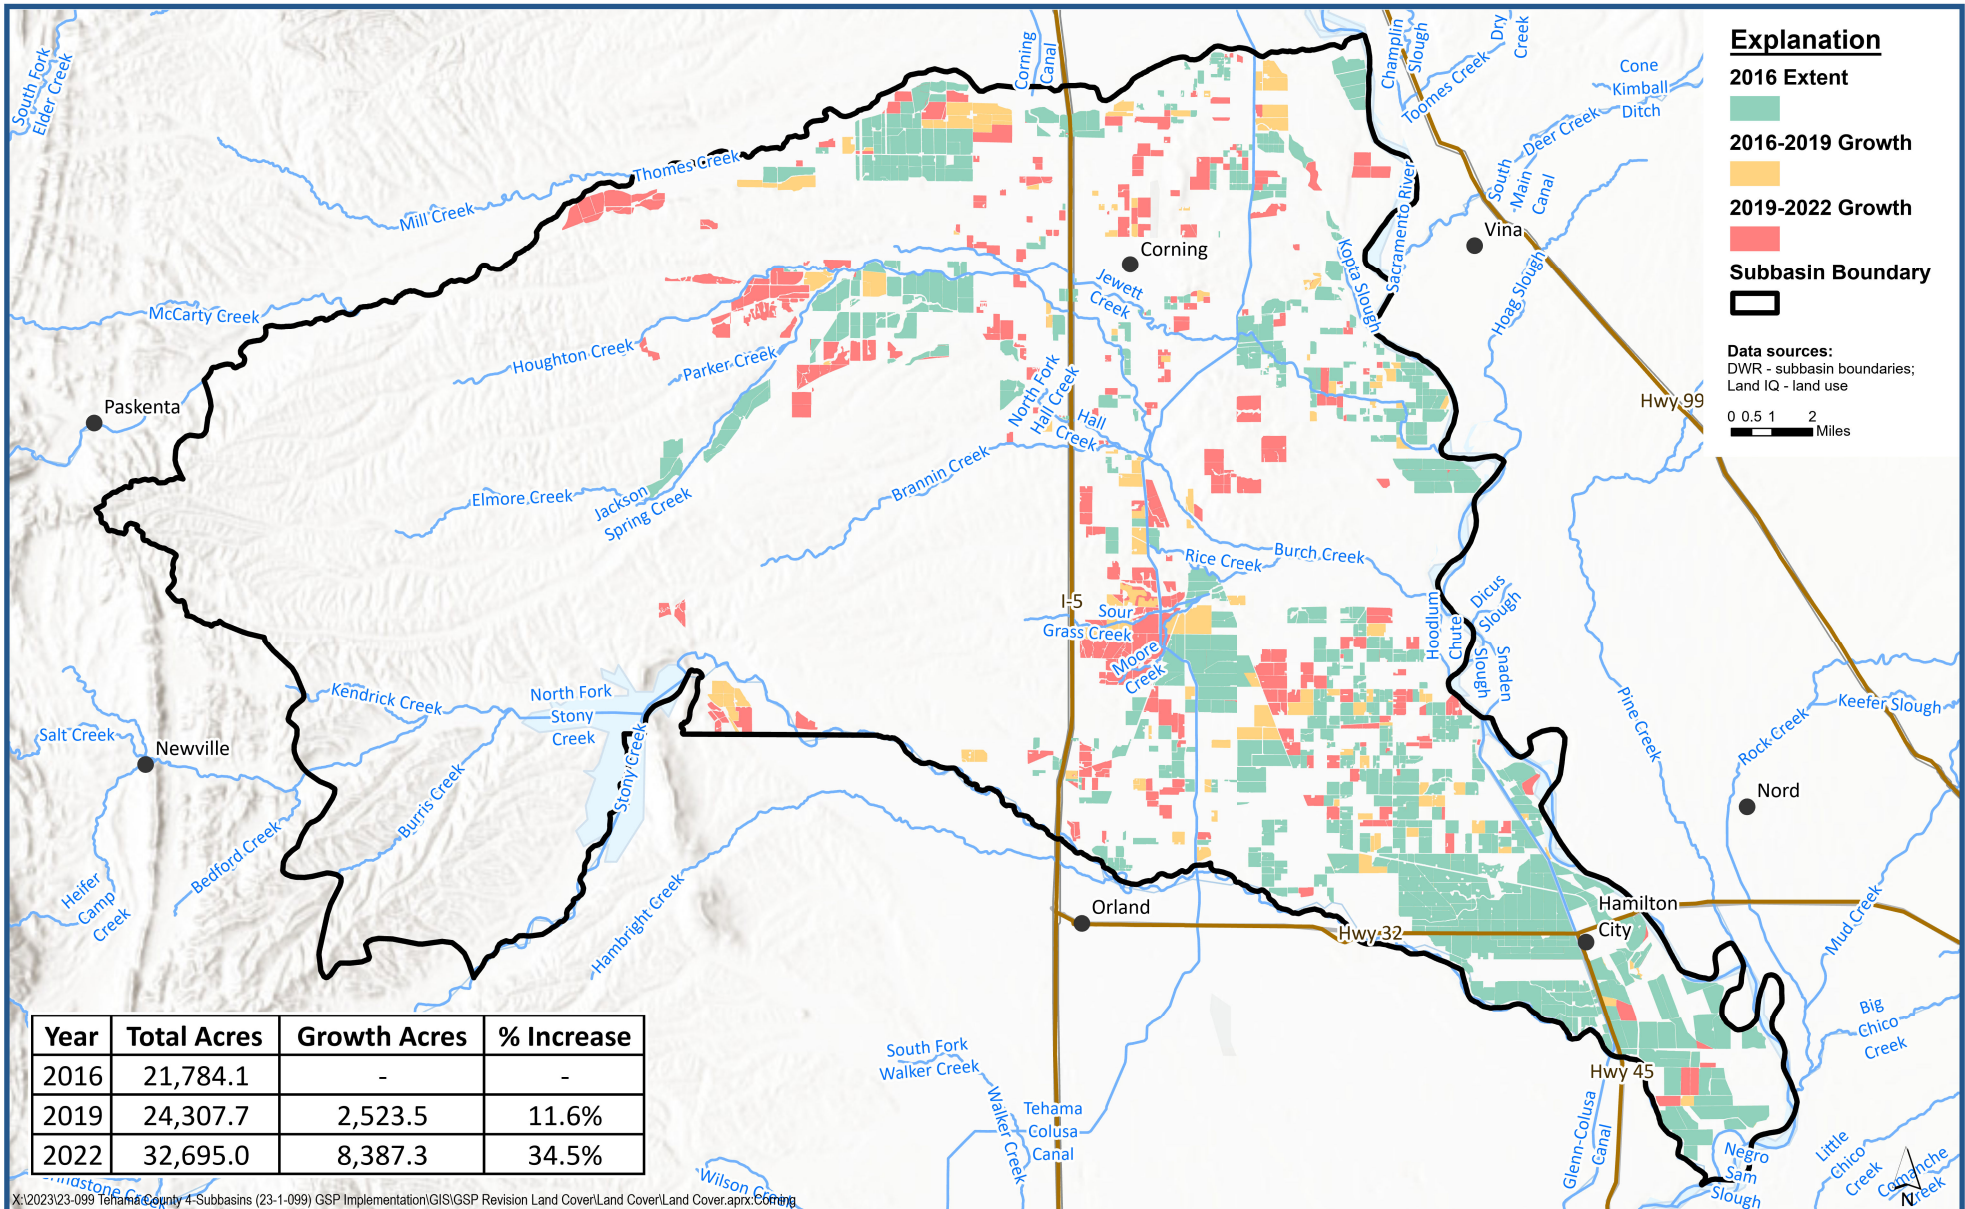 Explanation
2016 Extent
2016-2019 Growth
2019-2022 Growth
Subbasin Boundary
Data sources:
DWR - subbasin boundaries;
Land IQ - land use
0 0.5 1 2
Miles
South Fork
Elder Creek
Corning
Canal
Champlin
Slough
Dry
Creek
Toomes Creek
Cone
Kimball
Ditch
Deer Creek
South
Main
Canal
Thomes Creek
Mill Creek
Sacramento River
Vina
Corning
Kopta Slough
Hoag Slough
Jewett
Creek
McCarty Creek
Houghton Creek
Parker Creek
Paskenta
North Fork
Hall Creek
Hall
Creek
Hwy 99
Brannin Creek
Elmore Creek
Jackson
Spring Creek
Rice Creek
Burch Creek
I-5
Sour
Grass Creek
Moore
Creek
Hoodlum
Chute
Dicus
Slough
Snaden
Slough
Pine Creek
Keefer Slough
Rock Creek
Kendrick Creek
North Fork
Stony
Creek
Stony Creek
Salt Creek
Newville
Burris Creek
Bedford Creek
Heifer
Camp
Creek
Hambright Creek
Nord
Orland
Hwy 32
Hamilton
City
Mud Creek
Big
Chico
Creek
Hwy 45
Glenn-Colusa
Canal
South Fork
Walker Creek
Walker Creek
Tehama
Colusa
Canal
Wilson Creek
Negro
Sam
Slough
Little
Chico
Creek
Comanche
Creek
N
Year Total Acres Growth Acres % Increase
2016 21,784.1 - -
2019 24,307.7 2,523.5 11.6%
2022 32,695.0 8,387.3 34.5%
X:\2023\23-099 Tehama County 4-Subbasins (23-1-099) GSP Implementation\GIS\GSP Revision Land Cover\Land Cover\Land Cover.aprx:Corning